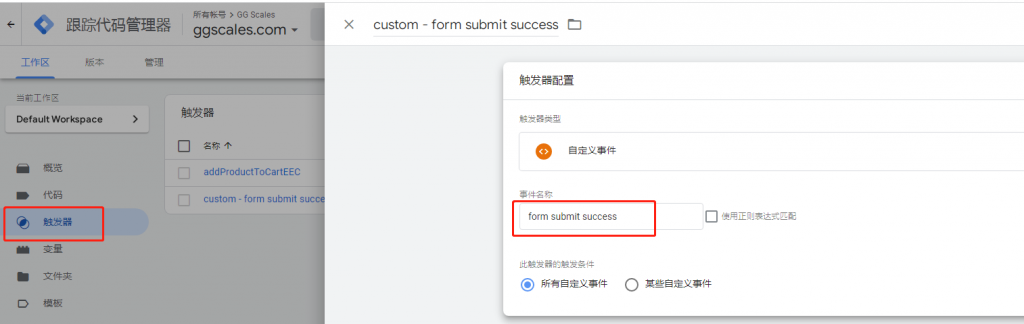 所有账号 > GG Scales
跟踪代码管理器
ggscales.com
工作区 版本 管理
当前工作区
Default Workspace
概览
代码
触发器
变量
文件夹
模板
触发器
名称
addProductToCartEEC
custom - form submit succe
custom - form submit success
触发器配置
触发器类型
自定义事件
事件名称
form submit success
使用正则表达式匹配
此触发器的触发条件
所有自定义事件 某些自定义事件